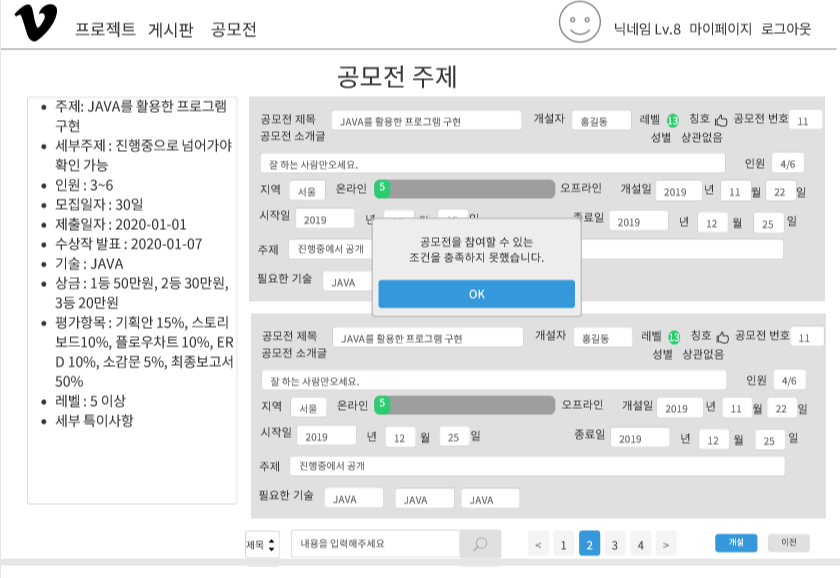 프로젝트 게시판 공모전
닉네임 Lv.8 마이페이지 로그아웃
공모전 주제
• 주제: JAVA를 활용한 프로그램
구현
• 세부주제 : 진행중으로 넘어가야
확인 가능
• 인원 : 3~6
• 모집일자 : 30일
• 제출일자 : 2020-01-01
• 수상작 발표 : 2020-01-07
• 기술 : JAVA
• 상금 : 1등 50만원, 2등 30만원,
3등 20만원
• 평가항목 : 기획안 15%, 스토리
보드10%, 플로우차트 10%, ER
D 10%, 소감문 5%, 최종보고서
50%
• 레벨 : 5 이상
• 세부 특이사항
공모전 제목 JAVA를 활용한 프로그램 구현 개설자 홍길동 레벨 13 칭호 공모전 번호 11
공모전 소개글 성별 상관없음
잘 하는 사람만오세요. 인원 4/6
지역 서울 온라인 5 오프라인 개설일 2019 년 11 월 22 일
시작일 2019 년 일 종료일 2019 년 12 월 25 일
주제 진행중에서 공개
필요한 기술 JAVA
공모전을 참여할 수 있는
조건을 충족하지 못했습니다.
OK
공모전 제목 JAVA를 활용한 프로그램 구현 개설자 홍길동 레벨 13 칭호 공모전 번호 11
공모전 소개글 성별 상관없음
잘 하는 사람만오세요. 인원 4/6
지역 서울 온라인 5 오프라인 개설일 2019 년 11 월 22 일
시작일 2019 년 12 월 25 일 종료일 2019 년 12 월 25 일
주제 진행중에서 공개
필요한 기술 JAVA JAVA JAVA
제목 내용을 입력해주세요 < 1 2 3 4 > 개설 이전